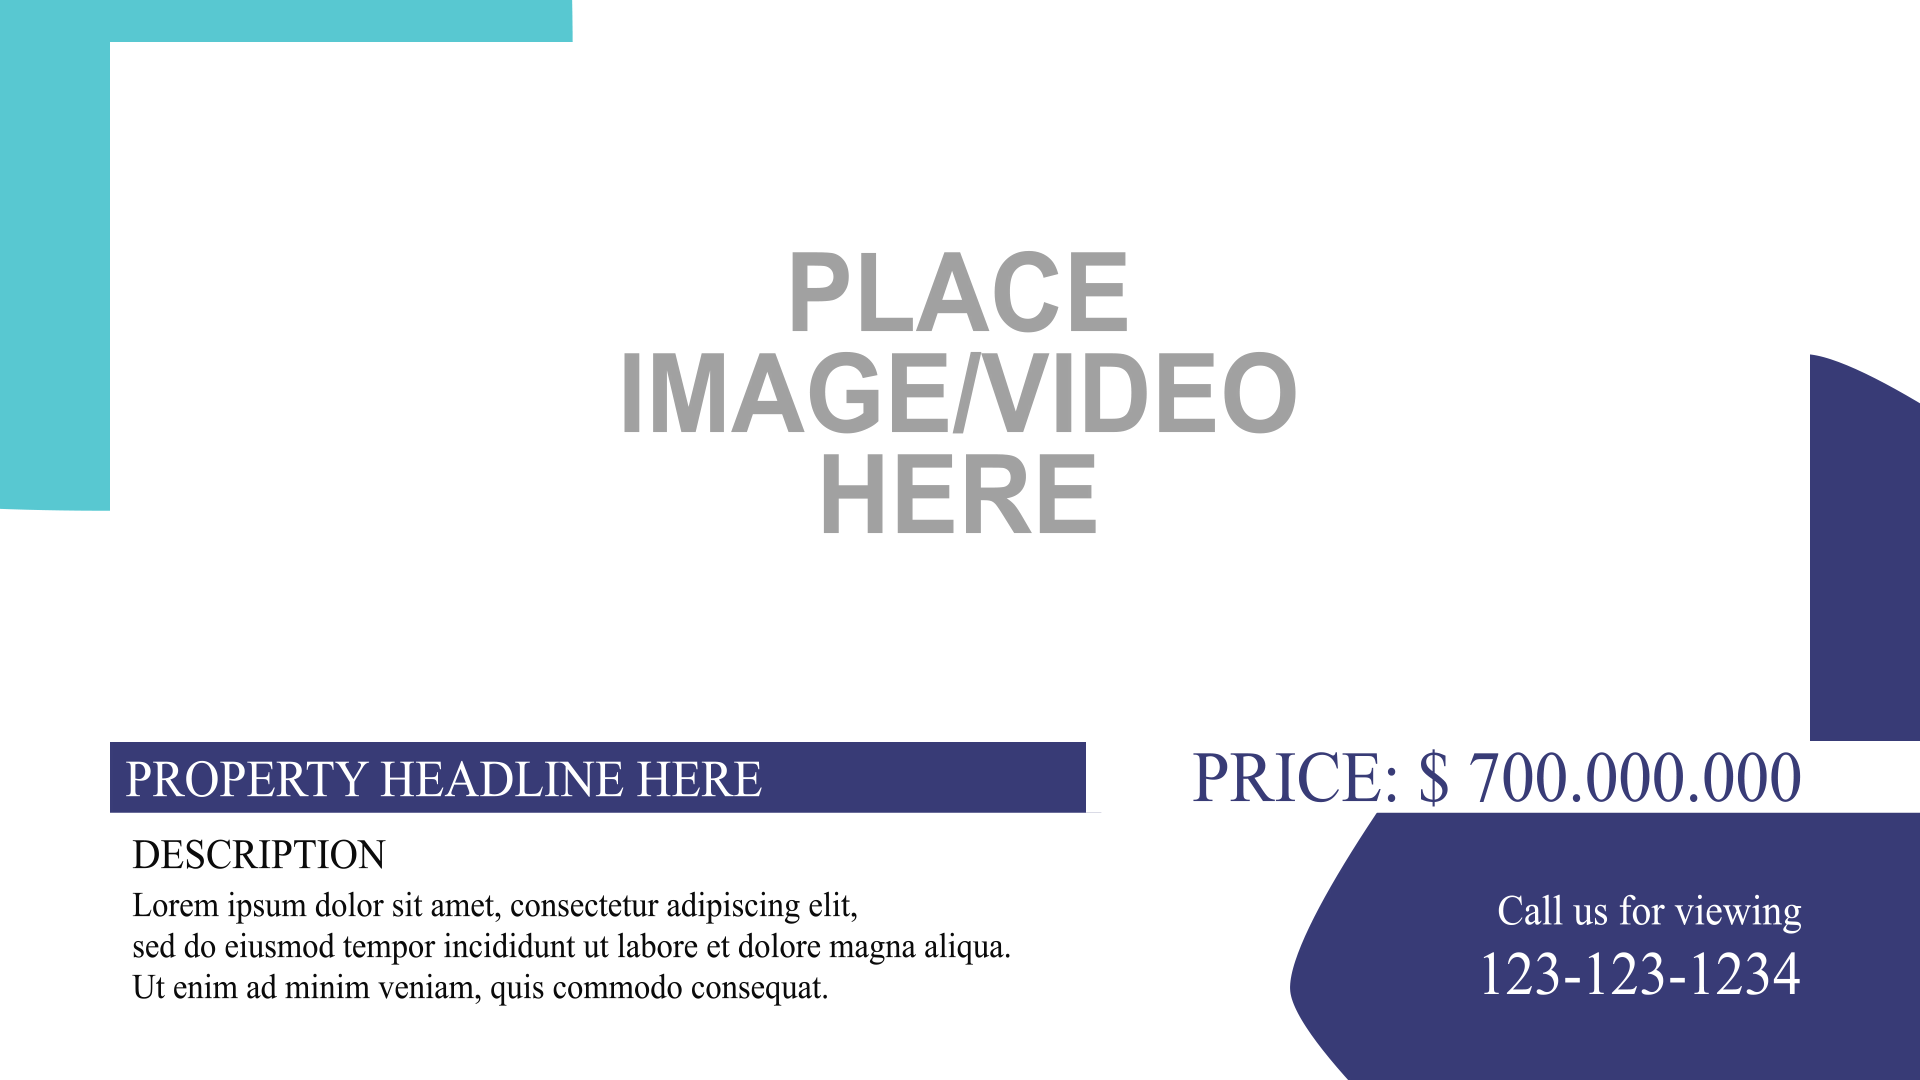 PLACE
IMAGE/VIDEO
HERE
PROPERTY HEADLINE HERE
PRICE: $ 700.000.000
DESCRIPTION
Lorem ipsum dolor sit amet, consectetur adipiscing elit,
sed do eiusmod tempor incididunt ut labore et dolore magna aliqua.
Ut enim ad minim veniam, quis commodo consequat.
Call us for viewing
123-123-1234